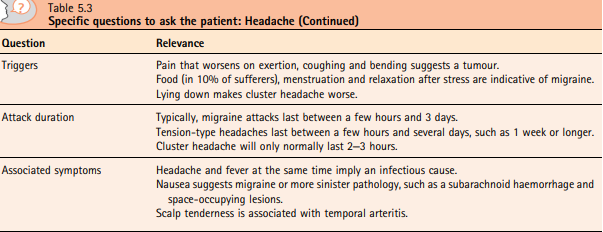 ?
Table 5.3
Specific questions to ask the patient: Headache (Continued)
Question Relevance
Triggers Pain that worsens on exertion, coughing and bending suggests a tumour.
Food (in 10% of sufferers), menstruation and relaxation after stress are indicative of migraine.
Lying down makes cluster headache worse.
Attack duration Typically, migraine attacks last between a few hours and 3 days.
Tension-type headaches last between a few hours and several days, such as 1 week or longer.
Cluster headache will only normally last 2–3 hours.
Associated symptoms Headache and fever at the same time imply an infectious cause.
Nausea suggests migraine or more sinister pathology, such as a subarachnoid haemorrhage and
space-occupying lesions.
Scalp tenderness is associated with temporal arteritis.